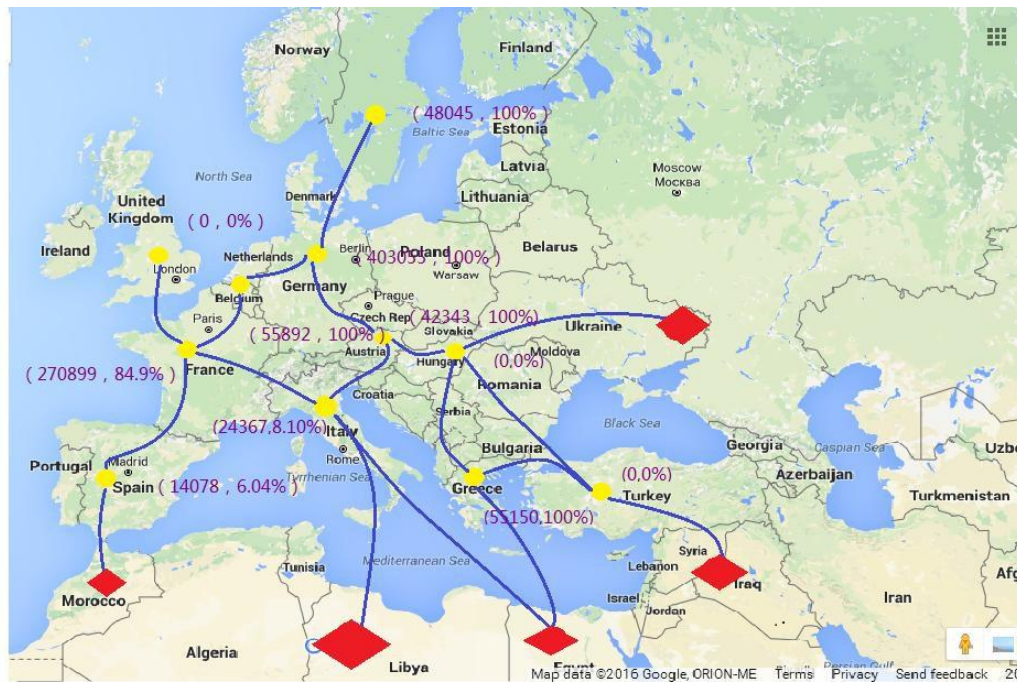 Norway
Finland
( 48045 , 100% )
Baltic Sea
Estonia
Latvia
Moscow
Москва
North Sea
Denmark
Lithuania
United
Kingdom
( 0 , 0% )
Ireland
Netherlands
Berlin
Poland
Belarus
London
Warsaw
Belgium
Germany
Prague
Paris
Czech Rep
(42343 , 100%)
Slovakia
Ukraine
( 55892 , 100% )
Austria
Hungary
(0,0%)
Moldova
( 270899 , 84.9% )
France
Romania
Croatia
Serbia
(24367,8.10%)
Italy
Black Sea
Bulgaria
Georgia
Caspian Sea
Rome
Portugal
Madrid
Spain
( 14078 , 6.04% )
Tyrrhenian Sea
Greece
(0,0%)
Turkey
Azerbaijan
Turkmenistan
(55150,100%)
Syria
Mediterranean Sea
Tunisia
Lebanon
Iraq
Morocco
Israel
Iran
Jordan
Algeria
Libya
Egypt
Persian Gulf
Map data ©2016 Google, ORION-ME
Terms
Privacy
Send feedback